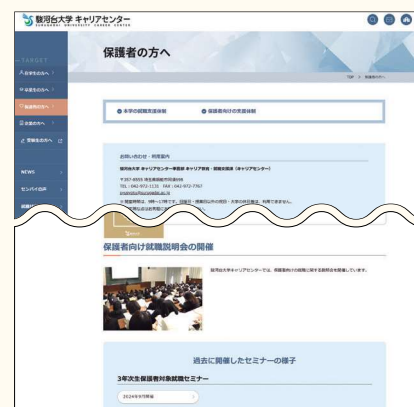 駿河台大学 キャリアセンター
SURUGADAI UNIVERSITY CAREER CENTER
TARGET
在学生の方へ
卒業生の方へ
保護者の方へ
企業の方へ
受験生の方へ
NEWS
センパイの声
保護者の方へ
TOP > 保護者の方へ
本学の就職支援体制
保護者向けの支援体制
お問い合わせ・時間案内
駿河台大学 キャリアセンター事務部 キャリア教育・就職支援課（キャリアセンター）
〒357-8555 埼玉県飯能市阿須698
TEL：042-972-1131 FAX：042-972-7767
保護者向け就職説明会の開催
駿河台大学キャリアセンターでは、保護者向けの就職に関する説明会を開催しています。
過去に開催したセミナーの様子
3年次生保護者対象就職セミナー
2024年9月開催